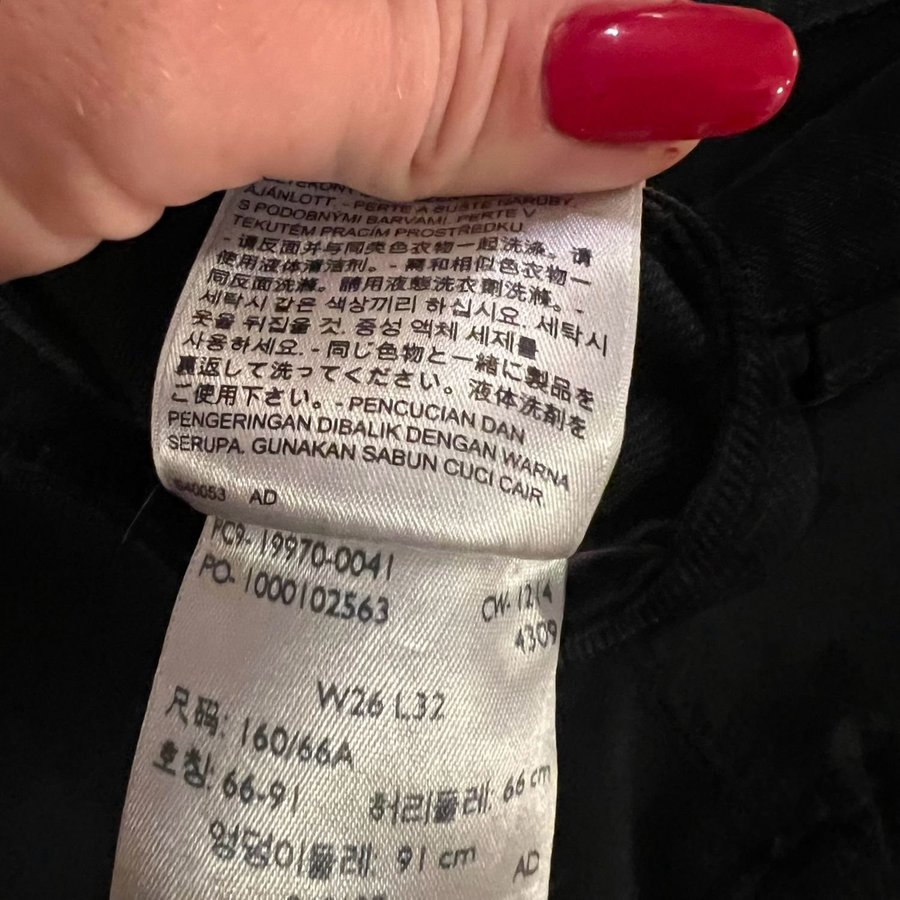 AJÁNLOTT. - PERTE A SUŠTE NARUBY,
S PODOBNÝMI BARVAMI. PERTE V
TEKUTÉM PRACÍM PROSTŘEDKU.
- 请反面并与同类色衣物一起洗涤。请
使用液体清洁剂。- 需和相似色衣物一
同反面洗滌。請用液態洗衣劑洗滌。-
세탁시 같은 색상끼리 하십시요. 세탁시
옷을 뒤집을 것. 중성 액체 세제를
사용하세요. - 同じ色物と一緒に製品を
裏返して洗ってください。液体洗剤を
ご使用下さい。- PENCUCIAN DAN
PENGERINGAN DIBALIK DENGAN WARNA
SERUPA. GUNAKAN SABUN CUCI CAIR
AD
PC9- 19970-0041
PO- 1000102563
CW- 1214
4309
W26 L32
尺码: 160/66A
호칭: 66-91
허리둘레: 66 cm
엉덩이둘레: 91 cm
AD